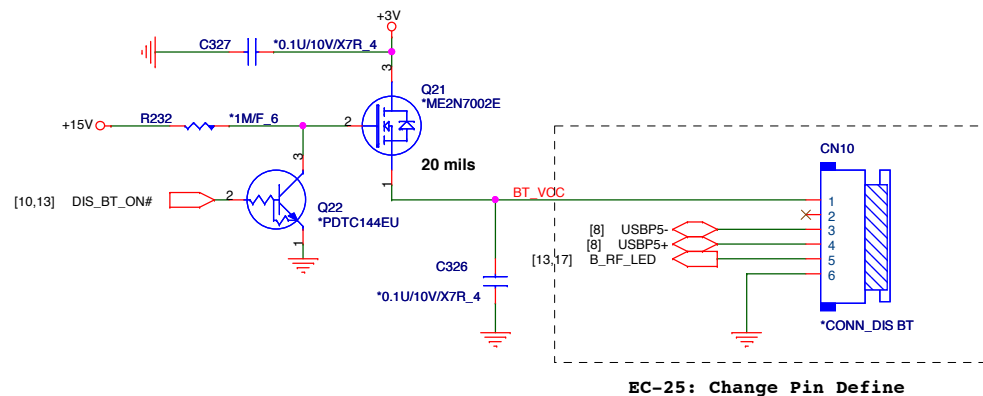 +3V
C327 *0.1U/10V/X7R_4
3
Q21
*ME2N7002E
+15V R232 *1M/F_6 2
CN10
3
20 mils
1
BT_VCC 1
[10,13] DIS_BT_ON# 2
Q22
*PDTC144EU
2
[8] USBP5- 3
[8] USBP5+ 4
1
[13,17] B_RF_LED 5
C326 6
*0.1U/10V/X7R_4
*CONN_DIS BT
EC-25: Change Pin Define